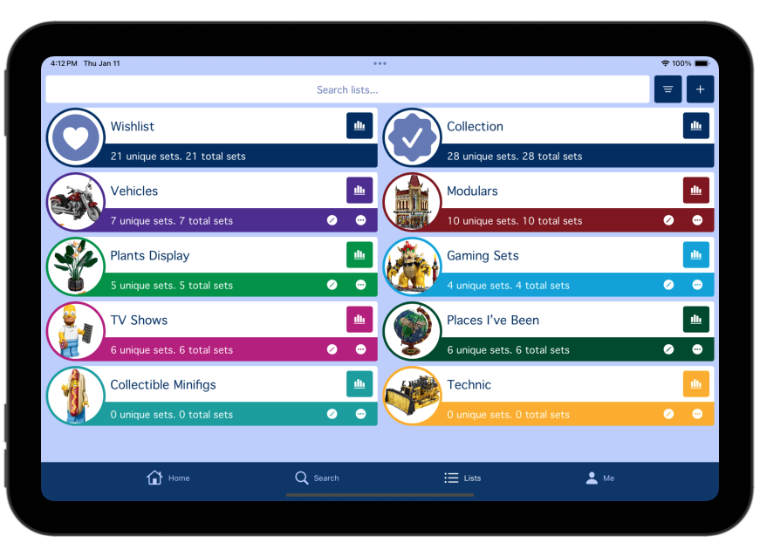 4:12 PM Thu Jan 11
100%
Search lists...
Wishlist
21 unique sets. 21 total sets
Collection
28 unique sets. 28 total sets
Vehicles
7 unique sets. 7 total sets
Modulars
10 unique sets. 10 total sets
Plants Display
5 unique sets. 5 total sets
Gaming Sets
4 unique sets. 4 total sets
TV Shows
6 unique sets. 6 total sets
Places I've Been
6 unique sets. 6 total sets
Collectible Minifigs
0 unique sets. 0 total sets
Technic
0 unique sets. 0 total sets
Home
Search
Lists
Me